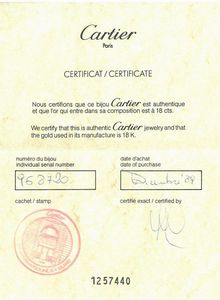 Cartier
Paris
CERTIFICAT / CERTIFICATE
Nous certifions que ce bijou Cartier est authentique
et que l'or qui entre dans sa composition est à 18 cts.
We certify that this is authentic Cartier jewelry and that
the gold used in its manufacture is 18 K.
numéro du bijou
individual serial number
date d'achat
date of purchase
958720
cachet / stamp
certifié exact / certified by
1257440